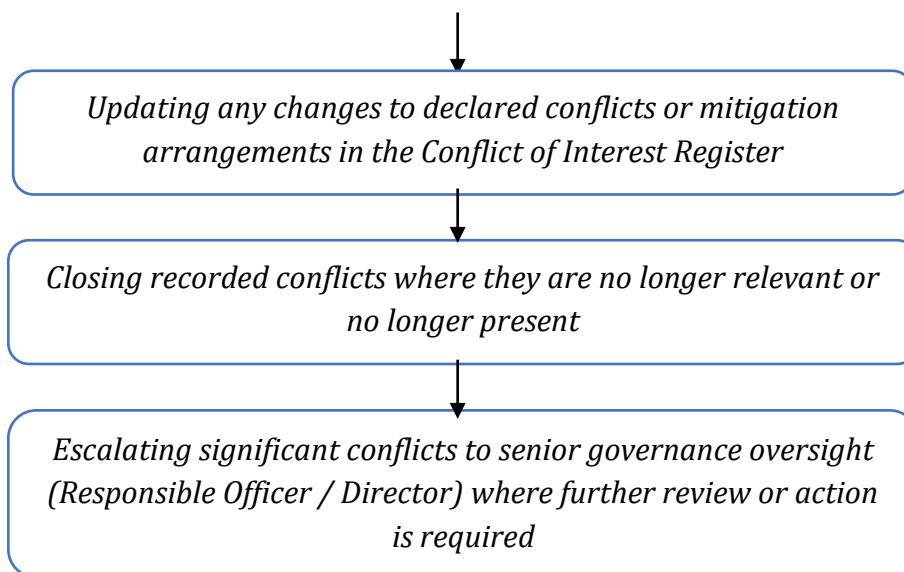 Updating any changes to declared conflicts or mitigation
arrangements in the Conflict of Interest Register
Closing recorded conflicts where they are no longer relevant or
no longer present
Escalating significant conflicts to senior governance oversight
(Responsible Officer / Director) where further review or action
is required